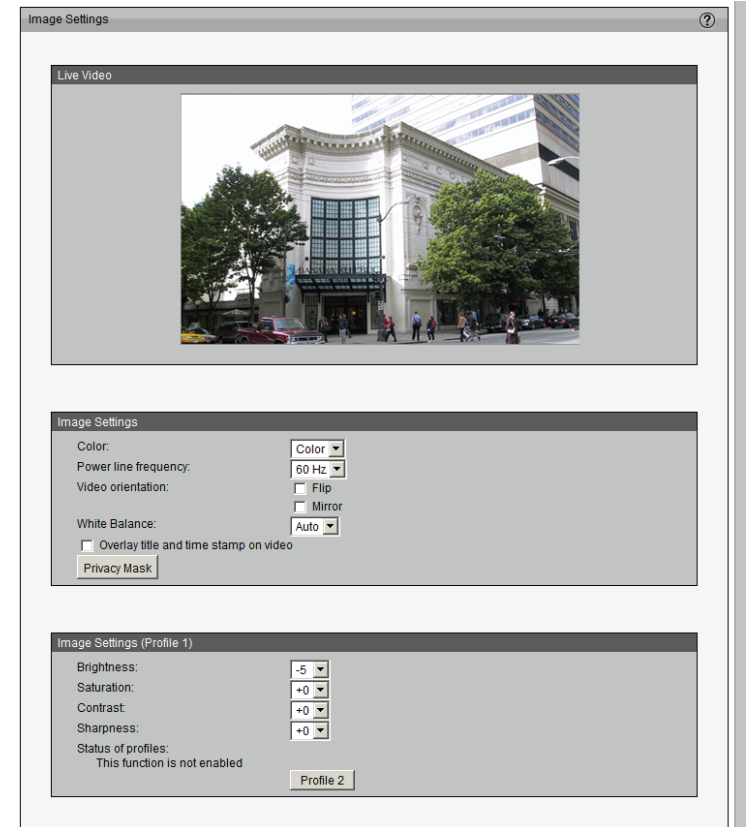 Image Settings ?
Live Video
Image Settings
Color: Color
Power line frequency: 60 Hz
Video orientation: Flip
Mirror
White Balance: Auto
Overlay title and time stamp on video
Privacy Mask
Image Settings (Profile 1)
Brightness: -5
Saturation: +0
Contrast: +0
Sharpness: +0
Status of profiles:
This function is not enabled
Profile 2